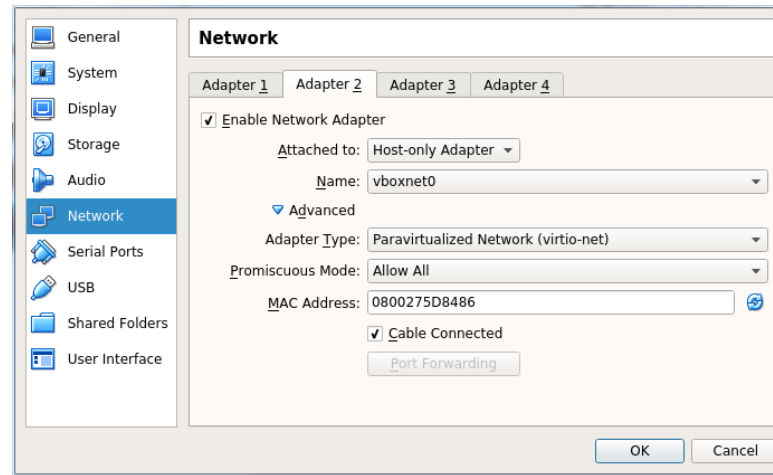 General
System
Display
Storage
Audio
Network
Serial Ports
USB
Shared Folders
User Interface
Network
Adapter 1 Adapter 2 Adapter 3 Adapter 4
Enable Network Adapter
Attached to: Host-only Adapter
Name: vboxnet0
Advanced
Adapter Type: Paravirtualized Network (virtio-net)
Promiscuous Mode: Allow All
MAC Address: 0800275D8486
Cable Connected
Port Forwarding
OK Cancel